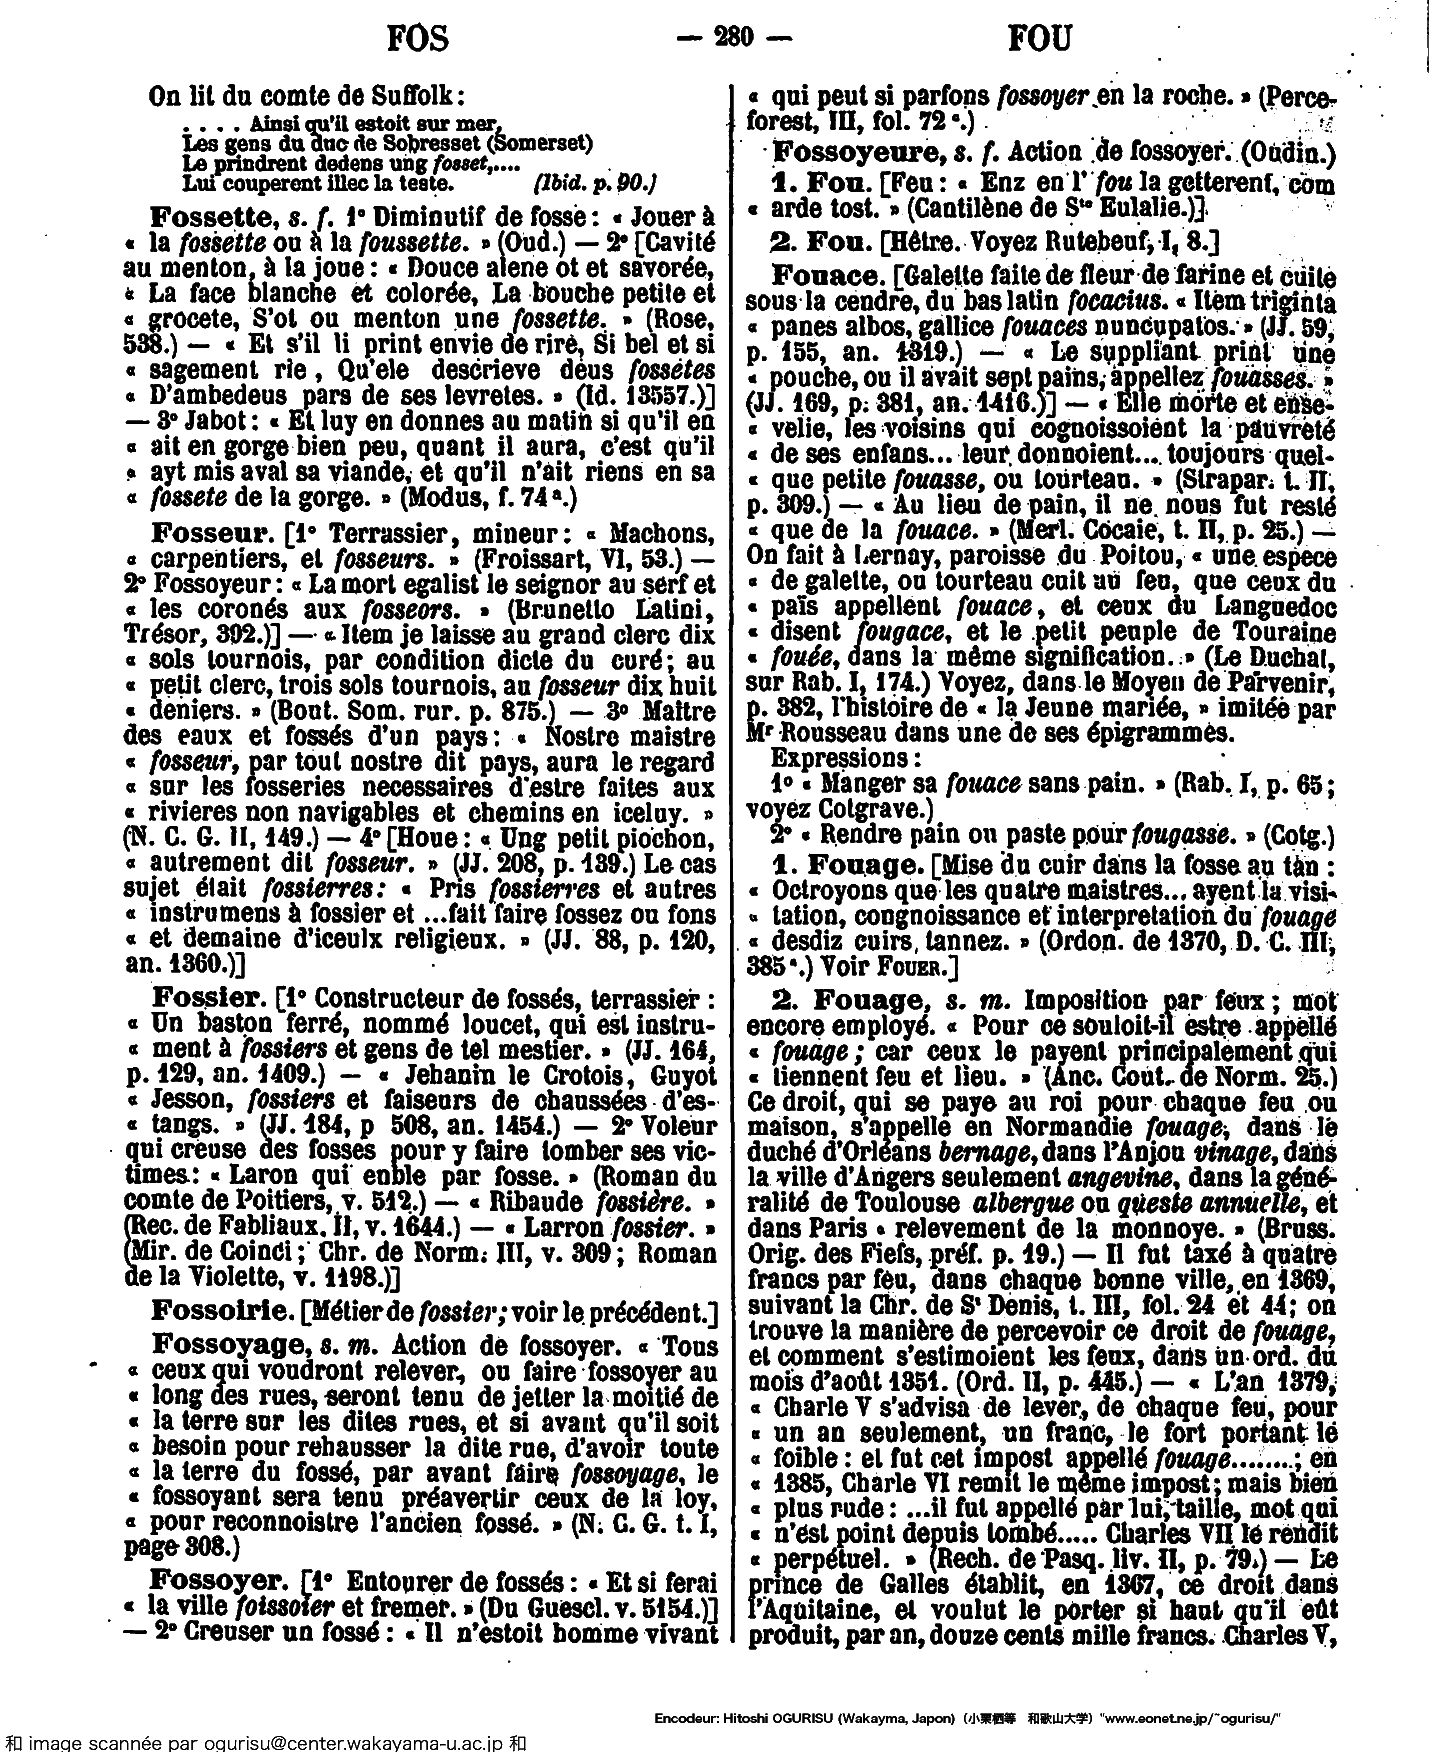 FOS
— 280 —
FOU
On lit du comte de Suffolk :
. . . . Ainsi qu'il estoit sur mer,
Les gens du duc de Sobresset (Somerset)
Le prindrent dedens ung fosset,....
Lui couperent illec la teste. (Ibid. p. 90.)
Fossette, s. f. 1° Diminutif de fosse : « Jouer à
« la fossette ou à la foussette. » (Oud.) — 2° [Cavité
au menton, à la joue : « Douce alene ot et savorée,
« La face blanche et colorée, La bouche petite et
« grocete, S'ot ou menton une fossette. » (Rose,
538.) — « Et s'il li print envie de rire, Si bel et si
« sagement rie, Qu'ele descrieve deus fossetes
« D'ambedeus pars de ses levretes. » (Id. 13557.)]
— 3° Jabot : « Et luy en donnes au matin si qu'il en
« ait en gorge bien peu, quant il aura, c'est qu'il
« ayt mis aval sa viande, et qu'il n'ait riens en sa
« fossete de la gorge. » (Modus, f. 74ª.)
Fosseur. [1° Terrassier, mineur : « Machons,
« carpentiers, et fosseurs. » (Froissart, VI, 53.) —
2° Fossoyeur : « La mort egalist le seignor au serf et
« les coronés aux fosseors. » (Brunetto Latini,
Trésor, 392.)] — « Item je laisse au grand clerc dix
« sols tournois, par condition dicte du curé ; au
« petit clerc, trois sols tournois, au fosseur dix huit
« deniers. » (Bout. Som. rur. p. 875.) — 3° Maître
des eaux et fossés d'un pays : « Nostre maistre
« fosseur, par tout nostre dit pays, aura le regard
« sur les fosseries necessaires d'estre faites aux
« rivieres non navigables et chemins en iceluy. »
(N. C. G. II, 149.) — 4° [Houe : « Ung petit piochon,
« autrement dit fosseur. » (JJ. 208, p. 139.) Le cas
sujet était fossierres : « Pris fossierres et autres
« instrumens à fossier et ...fait faire fossez ou fons
« et demaine d'iceulx religieux. » (JJ. 88, p. 120,
an. 1360.)]
Fossier. [1° Constructeur de fossés, terrassier :
« Un baston ferré, nommé loucet, qui est instru-
« ment à fossiers et gens de tel mestier. » (JJ. 164,
p. 129, an. 1409.) — « Jehanin le Crotois, Guyot
« Jesson, fossiers et faiseurs de chaussées d'es-
« tangs. » (JJ. 184, p 508, an. 1454.) — 2° Voleur
qui creuse des fosses pour y faire tomber ses vic-
times : « Laron qui enble par fosse. » (Roman du
comte de Poitiers, v. 512.) — « Ribaude fossière. »
(Rec. de Fabliaux, II, v. 1644.) — « Larron fossier. »
(Mir. de Coinci ; Chr. de Norm. III, v. 309 ; Roman
de la Violette, v. 1198.)]
Fossoirie. [Métier de fossier ; voir le précédent.]
Fossoyage, s. m. Action de fossoyer. « Tous
« ceux qui voudront relever, ou faire fossoyer au
« long des rues, seront tenu de jetter la moitié de
« la terre sur les dites rues, et si avant qu'il soit
« besoin pour rehausser la dite rue, d'avoir toute
« la terre du fossé, par avant faire fossoyage, le
« fossoyant sera tenu préavertir ceux de la loy,
« pour reconnoistre l'ancien fossé. » (N. C. G. t. I,
page 308.)
Fossoyer. [1° Entourer de fossés : « Et si ferai
« la ville foissoier et fremer. » (Du Guescl. v. 5154.)]
— 2° Creuser un fossé : « Il n'estoit homme vivant
« qui peut si parfons fossoyer en la roche. » (Perce-
forest, III, fol. 72ª.)
Fossoyeure, s. f. Action de fossoyer. (Oudin.)
1. Fou. [Feu : « Enz en l'fou la getterent, com
« arde tost. » (Cantilène de Ste Eulalie.)]
2. Fou. [Hêtre. Voyez Rutebeuf, I, 8.]
Fouace. [Galette faite de fleur de farine et cuite
sous la cendre, du bas latin focacius. « Item triginta
« panes albos, gallice fouaces nuncupatos. » (JJ. 59,
p. 155, an. 1319.) — « Le suppliant print une
« pouche, ou il avait sept pains, appellez fouasses. »
(JJ. 169, p. 381, an. 1416.)] — « Elle morte et ense-
« velie, les voisins qui cognoissoient la pauvreté
« de ses enfans... leur donnoient... toujours quel-
« que petite fouasse, ou tourteau. » (Strapar. t. II,
p. 309.) — « Au lieu de pain, il ne nous fut resté
« que de la fouace. » (Merl. Cocaie, t. II, p. 25.) —
On fait à Lernay, paroisse du Poitou, « une espece
« de galette, ou tourteau cuit au feu, que ceux du
« païs appellent fouace, et ceux du Languedoc
« disent fougace, et le petit peuple de Touraine
« fouée, dans la même signification. » (Le Duchat,
sur Rab. I, 174.) Voyez, dans le Moyen de Parvenir,
p. 382, l'histoire de « la Jeune mariée, » imitée par
Mr Rousseau dans une de ses épigrammes.
Expressions :
1° « Manger sa fouace sans pain. » (Rab. I, p. 65 ;
voyez Cotgrave.)
2° « Rendre pain ou paste pour fougasse. » (Cotg.)
1. Fouage. [Mise du cuir dans la fosse au tan :
« Octroyons que les quatre maistres... ayent la visi-
« tation, congnoissance et interpretation du fouage
« desdiz cuirs tannez. » (Ordon. de 1370, D. C. III,
385ª.) Voir FOUER.]
2. Fouage, s. m. Imposition par feux ; mot
encore employé. « Pour ce souloit-il estre appellé
« fouage ; car ceux le payent principalement qui
« tiennent feu et lieu. » (Anc. Cout. de Norm. 25.)
Ce droit, qui se paye au roi pour chaque feu ou
maison, s'appelle en Normandie fouage, dans le
duché d'Orléans bernage, dans l'Anjou vinage, dans
la ville d'Angers seulement angevine, dans la géné-
ralité de Toulouse albergue ou queste annuelle, et
dans Paris « relevement de la monnoye. » (Bruss.
Orig. des Fiefs, préf. p. 19.) — Il fut taxé à quatre
francs par feu, dans chaque bonne ville, en 1369,
suivant la Chr. de St Denis, t. III, fol. 24 et 44 ; on
trouve la manière de percevoir ce droit de fouage,
et comment s'estimoient les feux, dans un ord. du
mois d'août 1351. (Ord. II, p. 445.) — « L'an 1379,
« Charle V s'advisa de lever, de chaque feu, pour
« un an seulement, un franc, le fort portant le
« foible : et fut cet impost appellé fouage........; en
« 1385, Charle VI remit le même impost ; mais bien
« plus rude : ...il fut appellé par lui, taille, mot qui
« n'est point depuis tombé..... Charles VII le rendit
« perpétuel. » (Rech. de Pasq. liv. II, p. 79.) — Le
prince de Galles établit, en 1367, ce droit dans
l'Aquitaine, et voulut le porter si haut qu'il eût
produit, par an, douze cents mille francs. Charles V,
Encodeur: Hitoshi OGURISU (Wakayma, Japon) (小栗栖等 和歌山大学) "www.eonet.ne.jp/~ogurisu/"
和 image scannée par ogurisu@center.wakayama-u.ac.jp 和